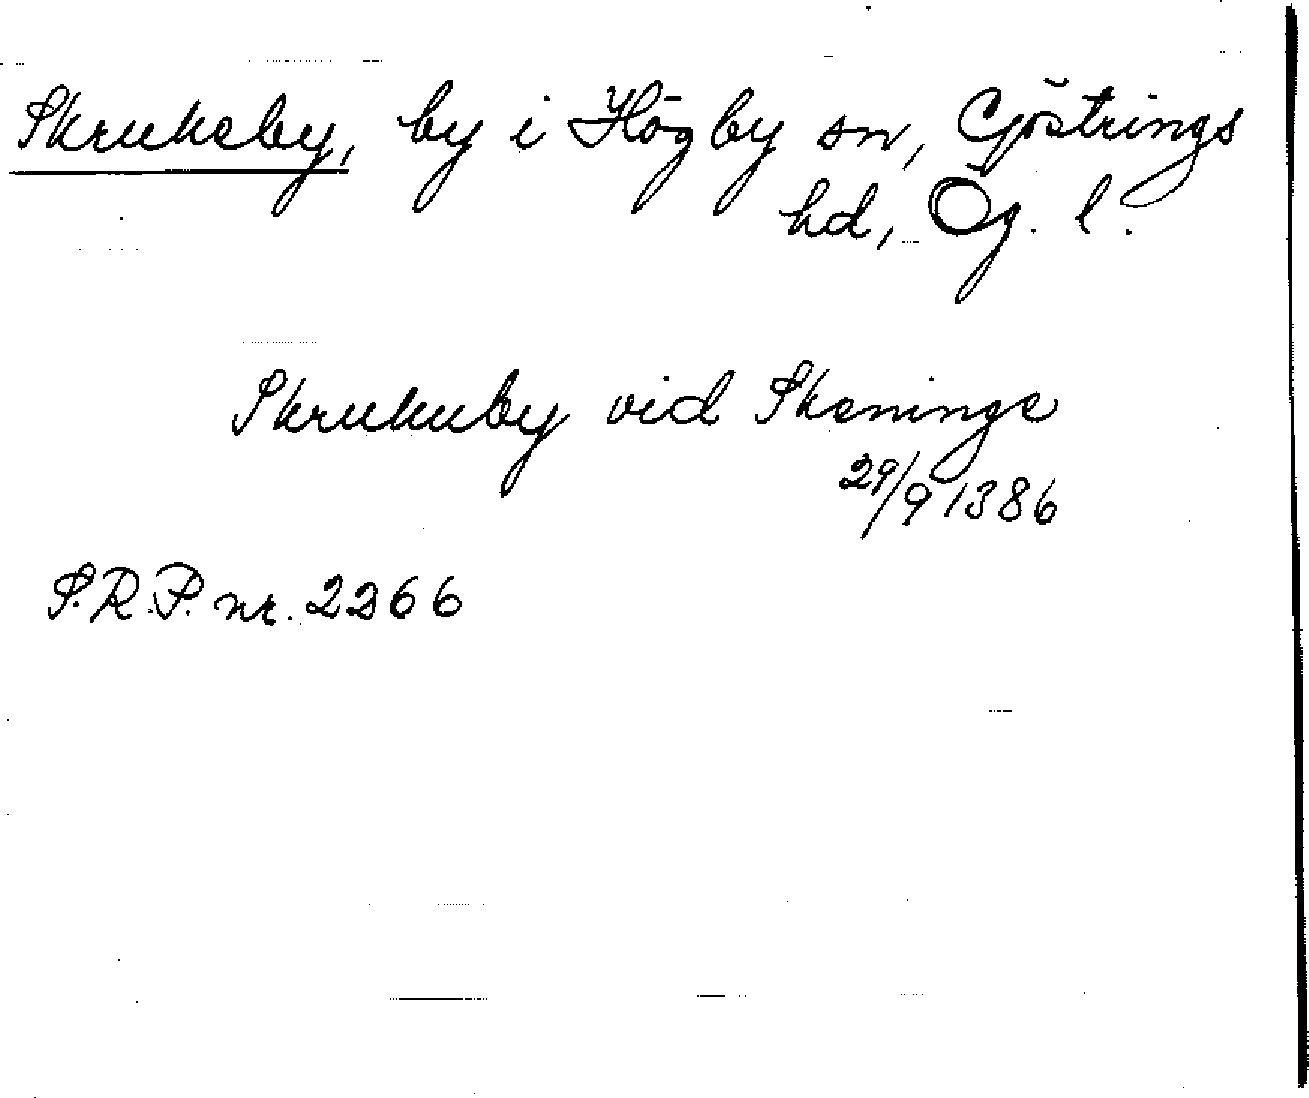 Skrukeby, by i Högby sn, Göstrings
hd, Ög. l.
Skrukuby vid Skeninge
29/9 1386
S.R.P. nr. 2266